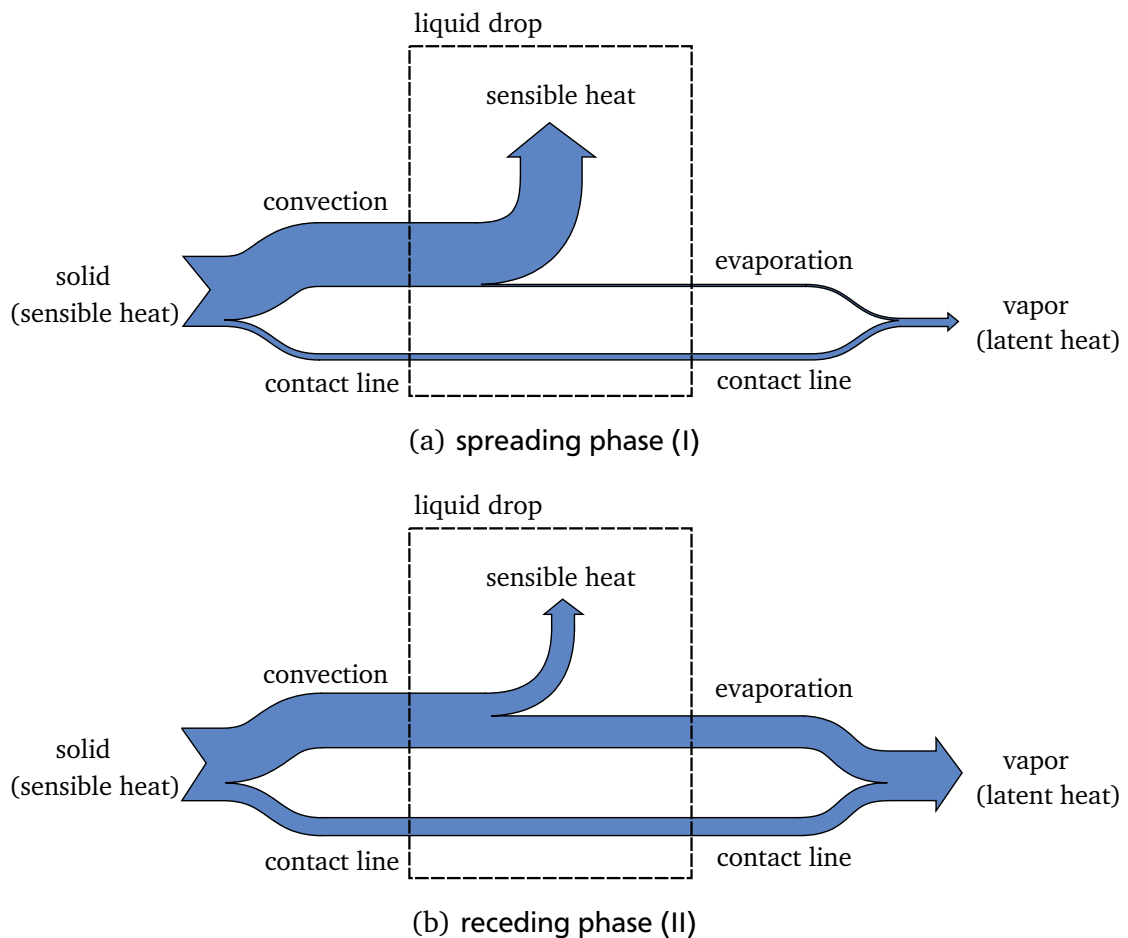 liquid drop
sensible heat
convection
solid
(sensible heat)
evaporation
vapor
(latent heat)
contact line
contact line
(a) spreading phase (I)
liquid drop
sensible heat
convection
evaporation
solid
(sensible heat)
vapor
(latent heat)
contact line
contact line
(b) receding phase (II)